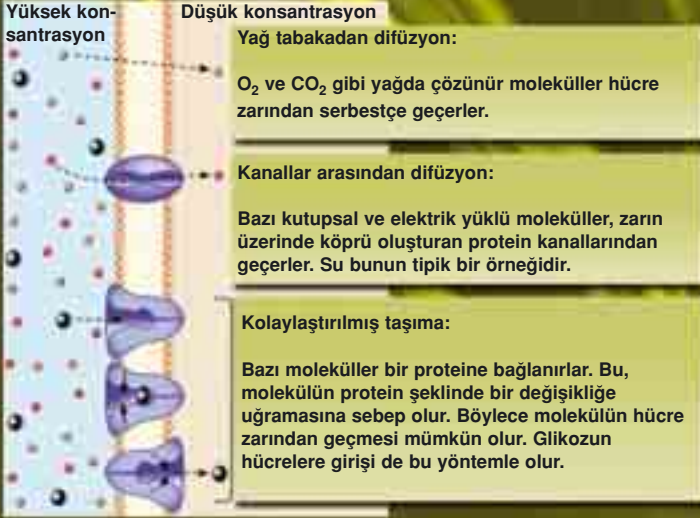 Yüksek kon-
santrasyon
Düşük konsantrasyon
Yağ tabakadan difüzyon:
O₂ ve CO₂ gibi yağda çözünür moleküller hücre
zarından serbestçe geçerler.
Kanallar arasından difüzyon:
Bazı kutupsal ve elektrik yüklü moleküller, zarın
üzerinde köprü oluşturan protein kanallarından
geçerler. Su bunun tipik bir örneğidir.
Kolaylaştırılmış taşıma:
Bazı moleküller bir proteine bağlanırlar. Bu,
molekülün protein şeklinde bir değişikliğe
uğramasına sebep olur. Böylece molekülün hücre
zarından geçmesi mümkün olur. Glikozun
hücrelere girişi de bu yöntemle olur.